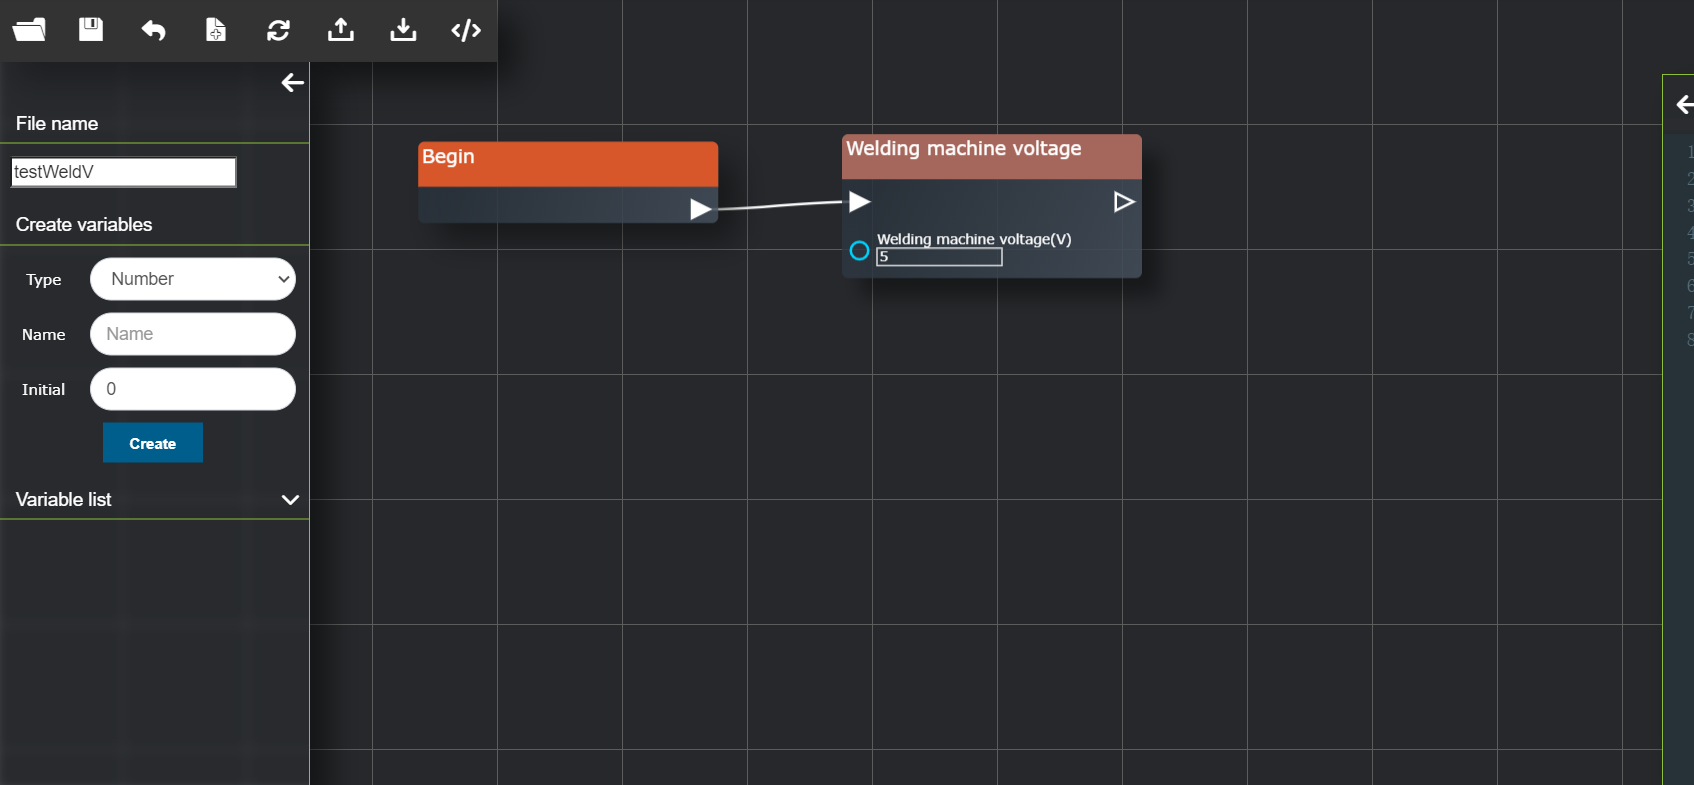 File name
testWeldV
Create variables
Type
Number
Name
Name
Initial
0
Create
Variable list
Begin
Welding machine voltage
Welding machine voltage(V)
5
1
2
3
4
5
6
7
8